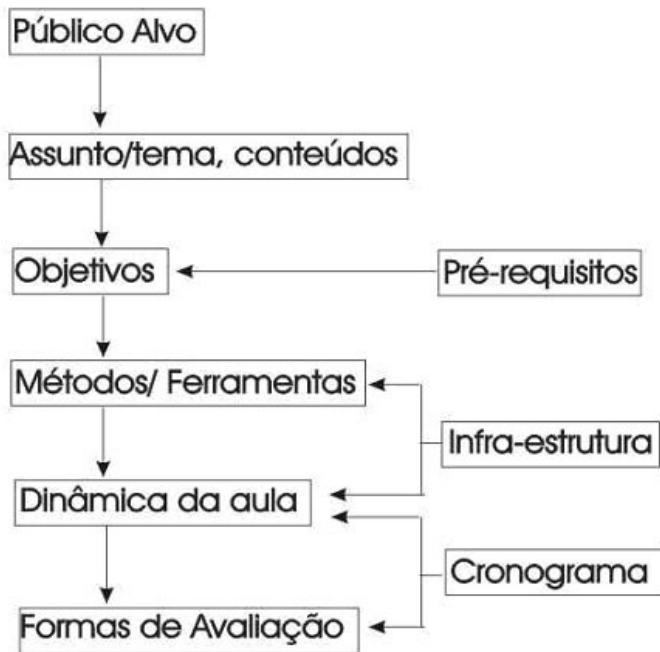 Público Alvo
Assunto/tema, conteúdos
Objetivos
Pré-requisitos
Métodos/ Ferramentas
Infra-estrutura
Dinâmica da aula
Cronograma
Formas de Avaliação